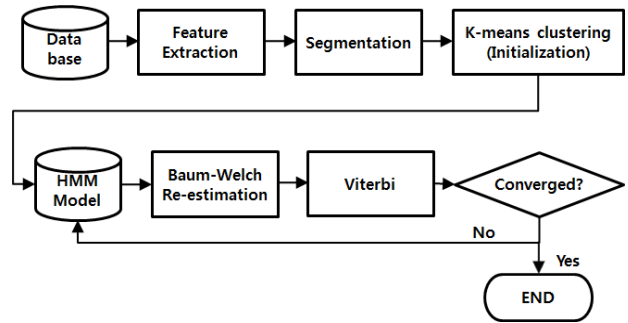 Data
base
Feature
Extraction
Segmentation
K-means clustering
(Initialization)
HMM
Model
Baum-Welch
Re-estimation
Viterbi
Converged?
No
Yes
END